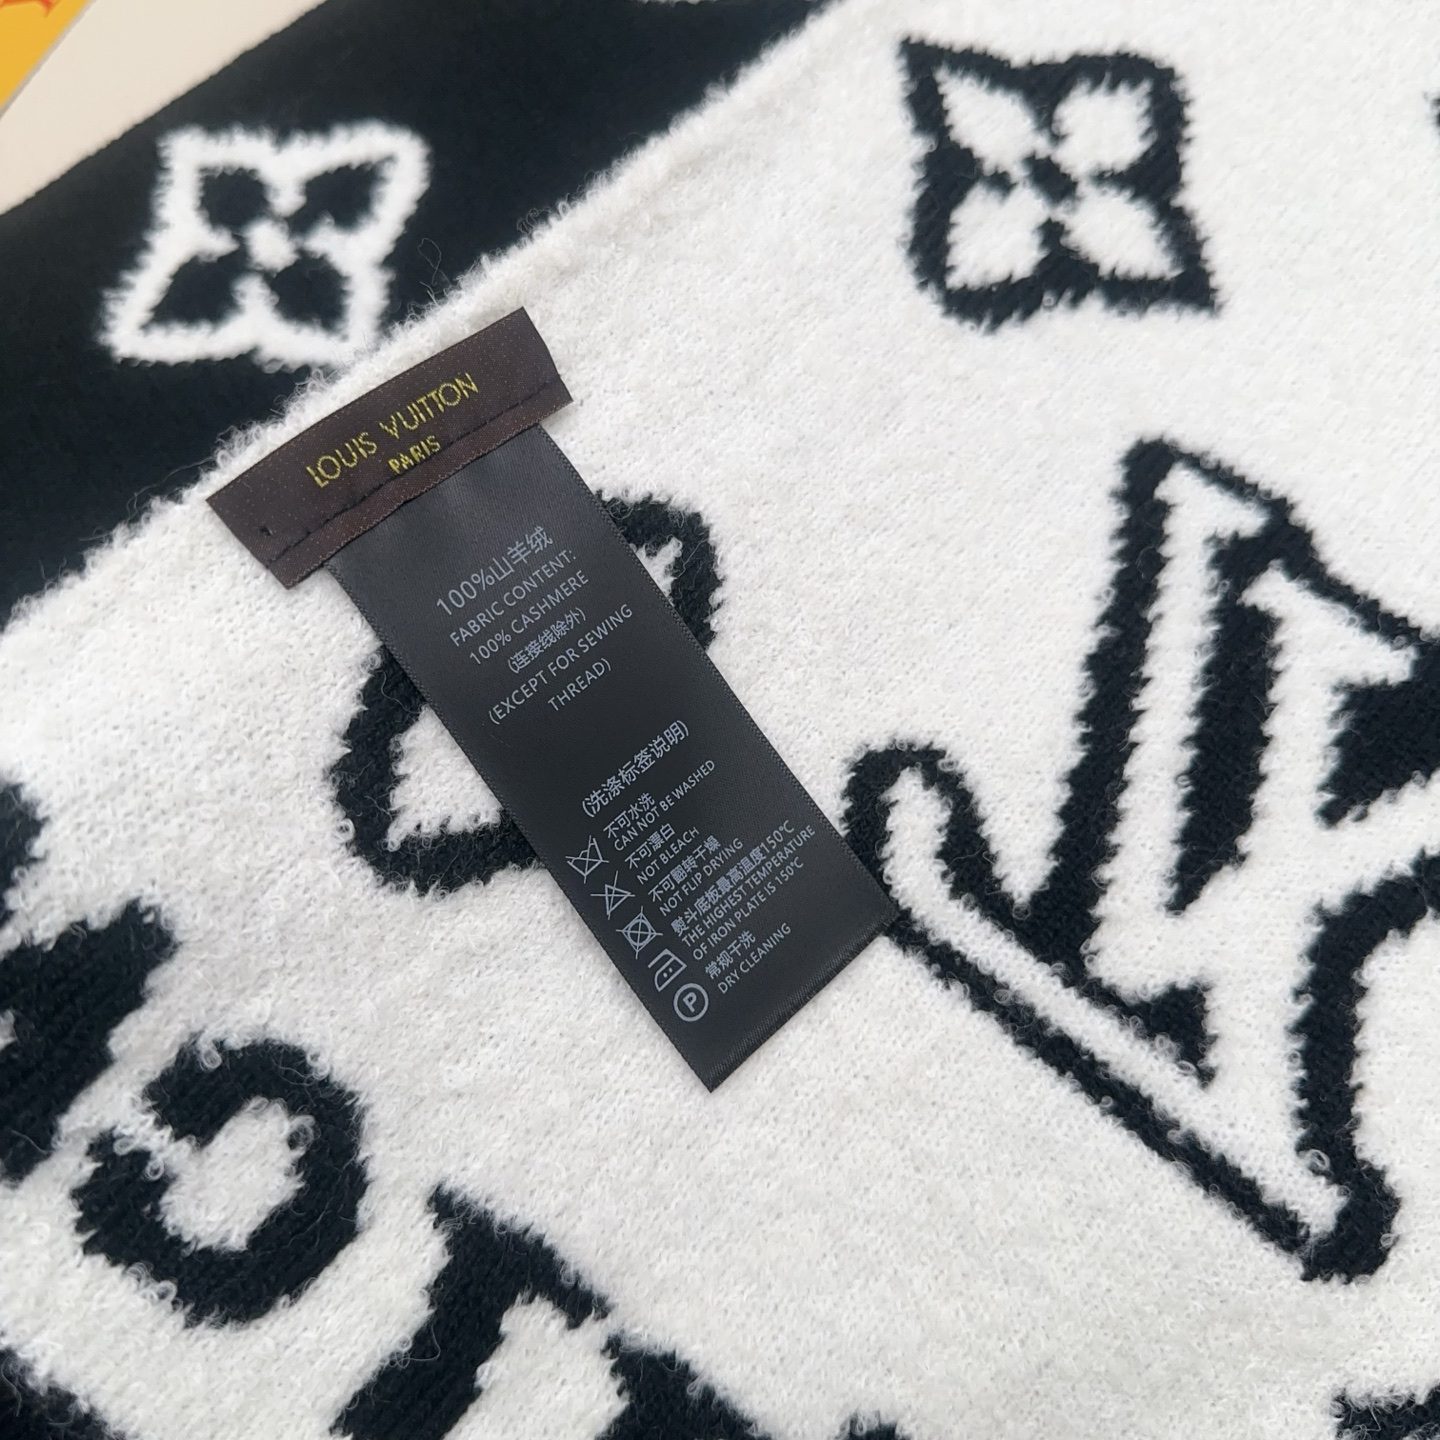 LOUIS VUITTON
PARIS
100%山羊绒
FABRIC CONTENT:
100% CASHMERE
(连接线除外)
(EXCEPT FOR SEWING
THREAD)
(洗涤标签说明)
不可水洗
CAN NOT BE WASHED
不可漂白
NOT BLEACH
不可翻转干燥
NOT FLIP DRYING
熨斗底板最高温度150℃
THE HIGHEST TEMPERATURE
OF IRON PLATE IS 150℃
常规干洗
DRY CLEANING
P